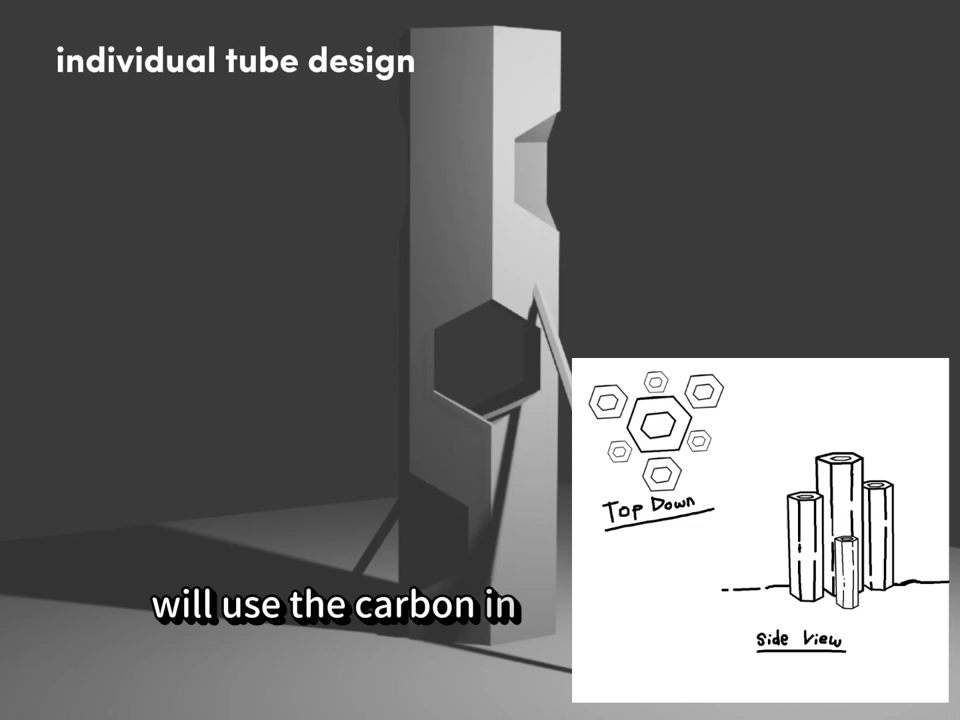 individual tube design
Top Down
Side View
will use the carbon in